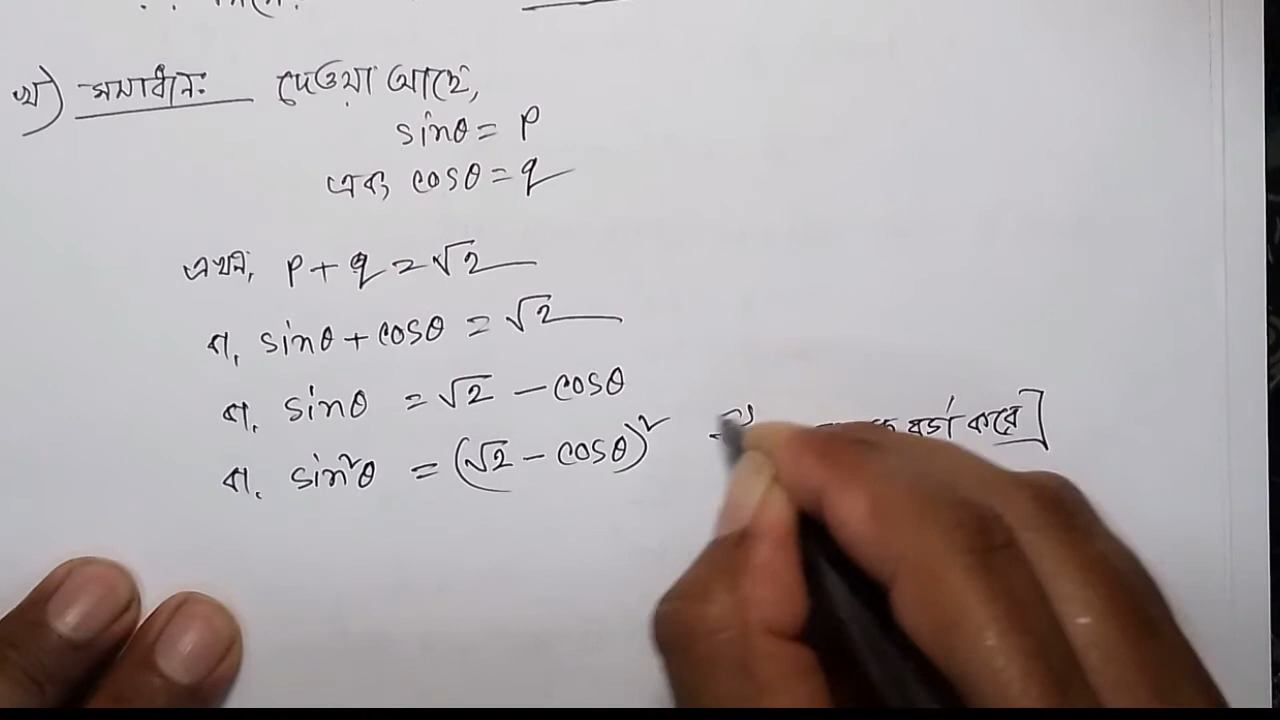 খ) সমাধান: দেওয়া আছে,
sinθ = p
এবং cosθ = q
এখন, p + q = √2
বা, sinθ + cosθ = √2
বা, sinθ = √2 - cosθ
বা, sin²θ = (√2 - cosθ)² বর্গ করে]